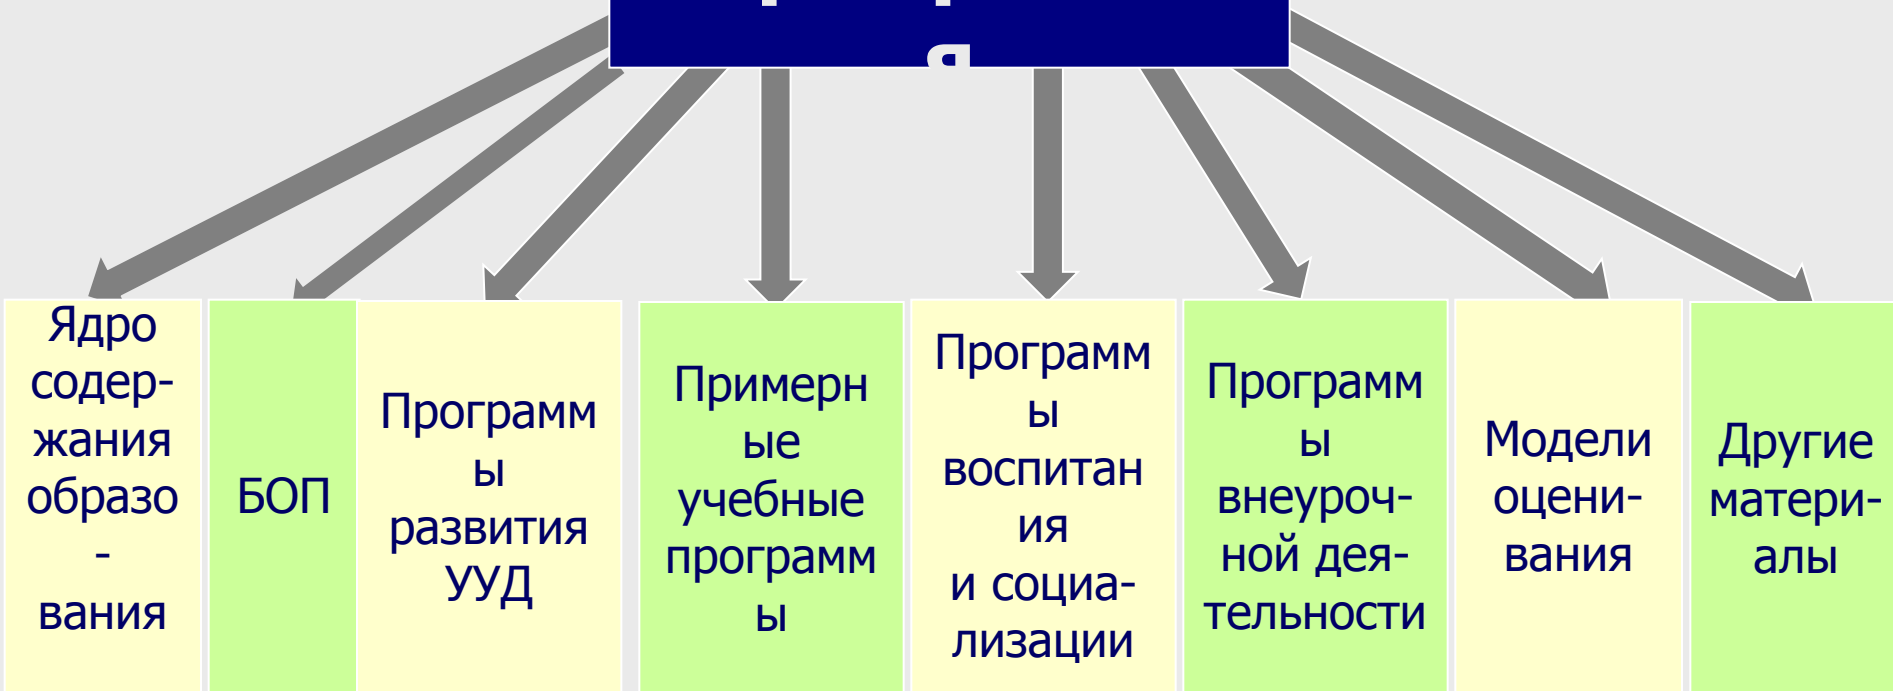 я
Ядро
содер-
жания
образо
-
вания
БОП
Программ
ы
развития
УУД
Примерн
ые
учебные
программ
ы
Программ
ы
воспитан
ия
и социа-
лизации
Программ
ы
внеуроч-
ной дея-
тельности
Модели
оцени-
вания
Другие
матери-
алы